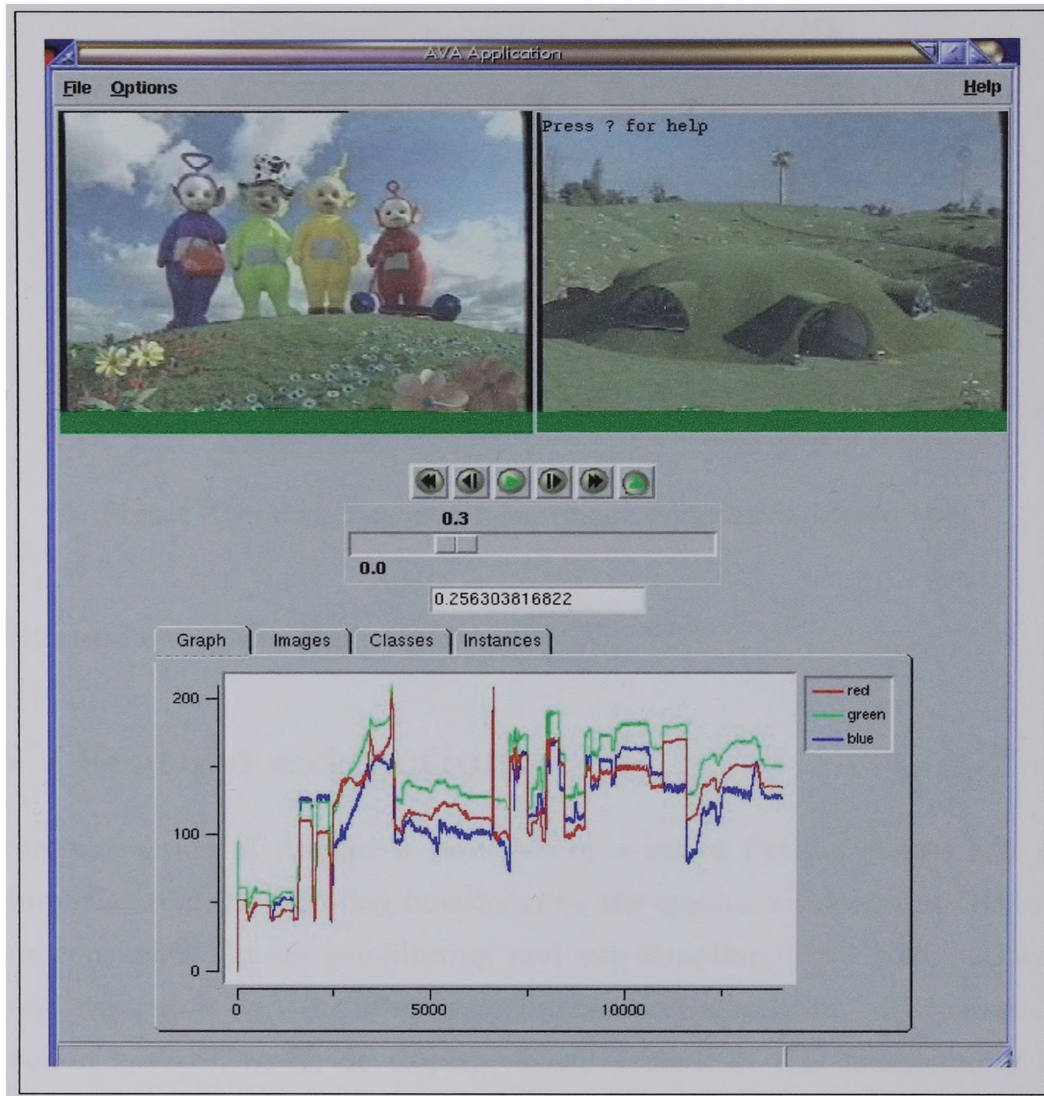 AVA Application
File Options Help
Press ? for help
0.3
0.0
0.256303816822
Graph Images Classes Instances
200
100
0
0 5000 10000
red
green
blue